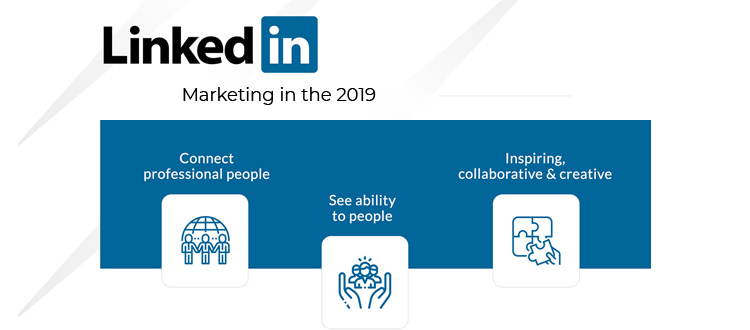 Linked in
Marketing in the 2019
Connect
professional people
See ability
to people
Inspiring,
collaborative & creative